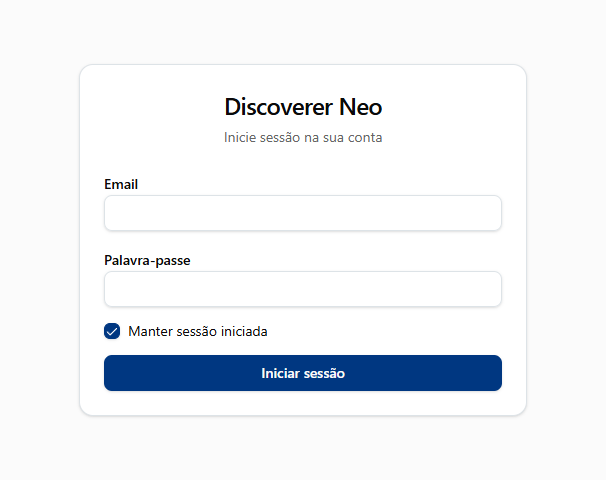 Discoverer Neo
Inicie sessão na sua conta
Email
Palavra-passe
Manter sessão iniciada
Iniciar sessão